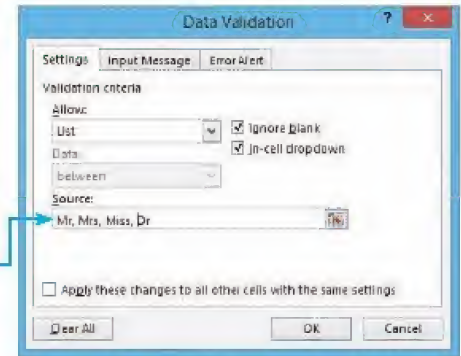 Data Validation ?
Settings Input Message Error Alert
Validation criteria
Allow:
List Ignore blank
Data: In-cell dropdown
between
Source:
Mr, Mrs, Miss, Dr
Apply these changes to all other cells with the same settings
Clear All OK Cancel